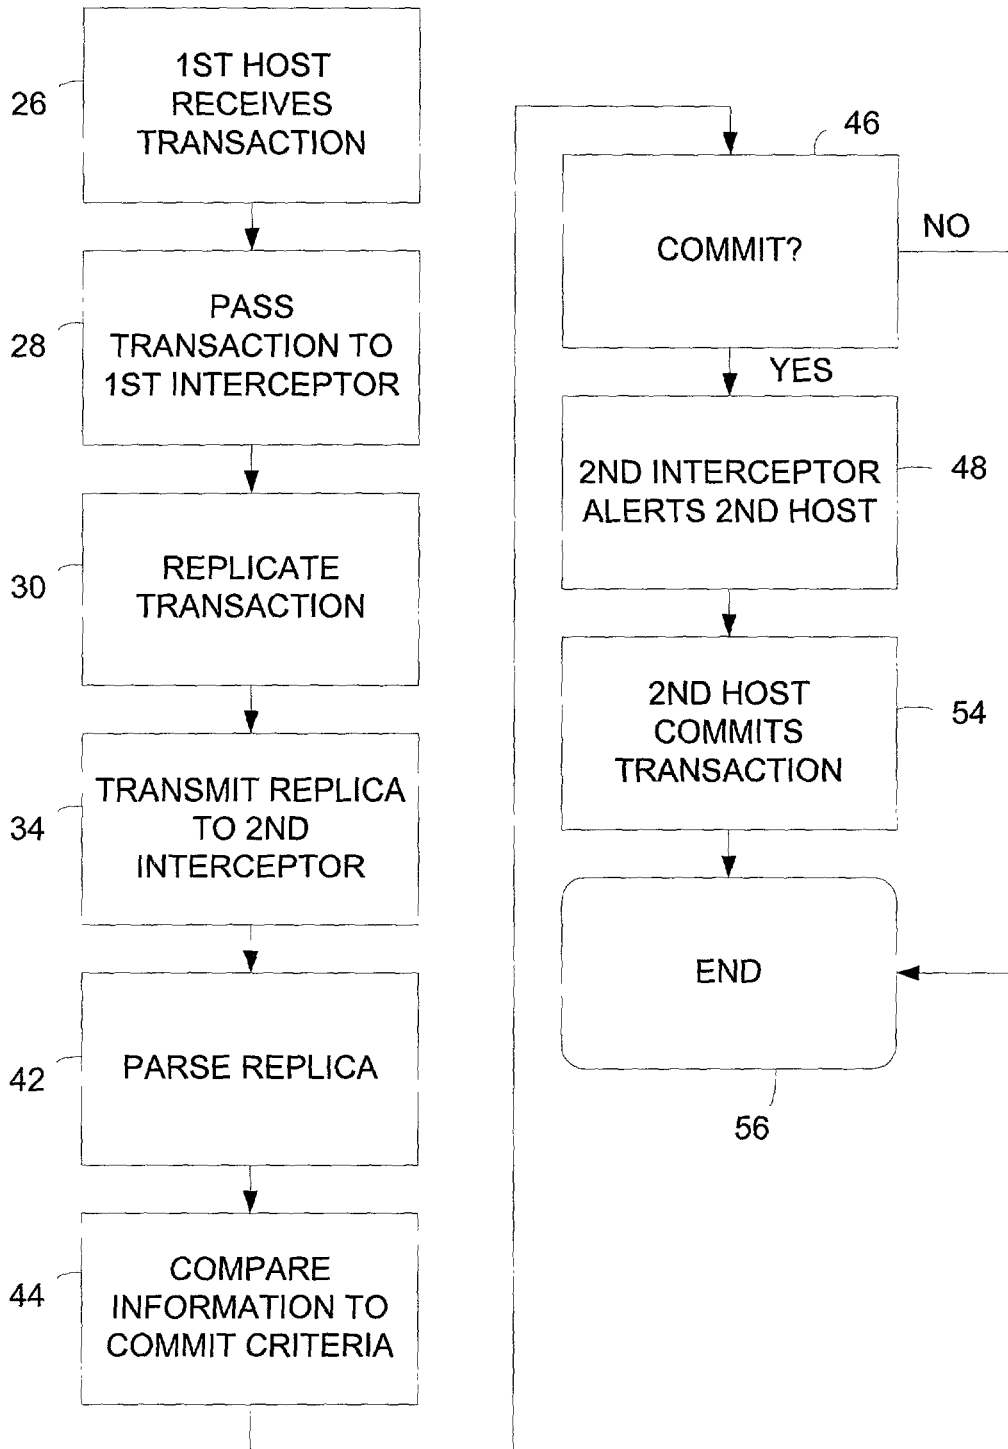 26
1ST HOST
RECEIVES
TRANSACTION
28
PASS
TRANSACTION TO
1ST INTERCEPTOR
30
REPLICATE
TRANSACTION
34
TRANSMIT REPLICA
TO 2ND
INTERCEPTOR
42
PARSE REPLICA
44
COMPARE
INFORMATION TO
COMMIT CRITERIA
46
COMMIT?
NO
YES
2ND INTERCEPTOR
ALERTS 2ND HOST
48
2ND HOST
COMMITS
TRANSACTION
54
END
56